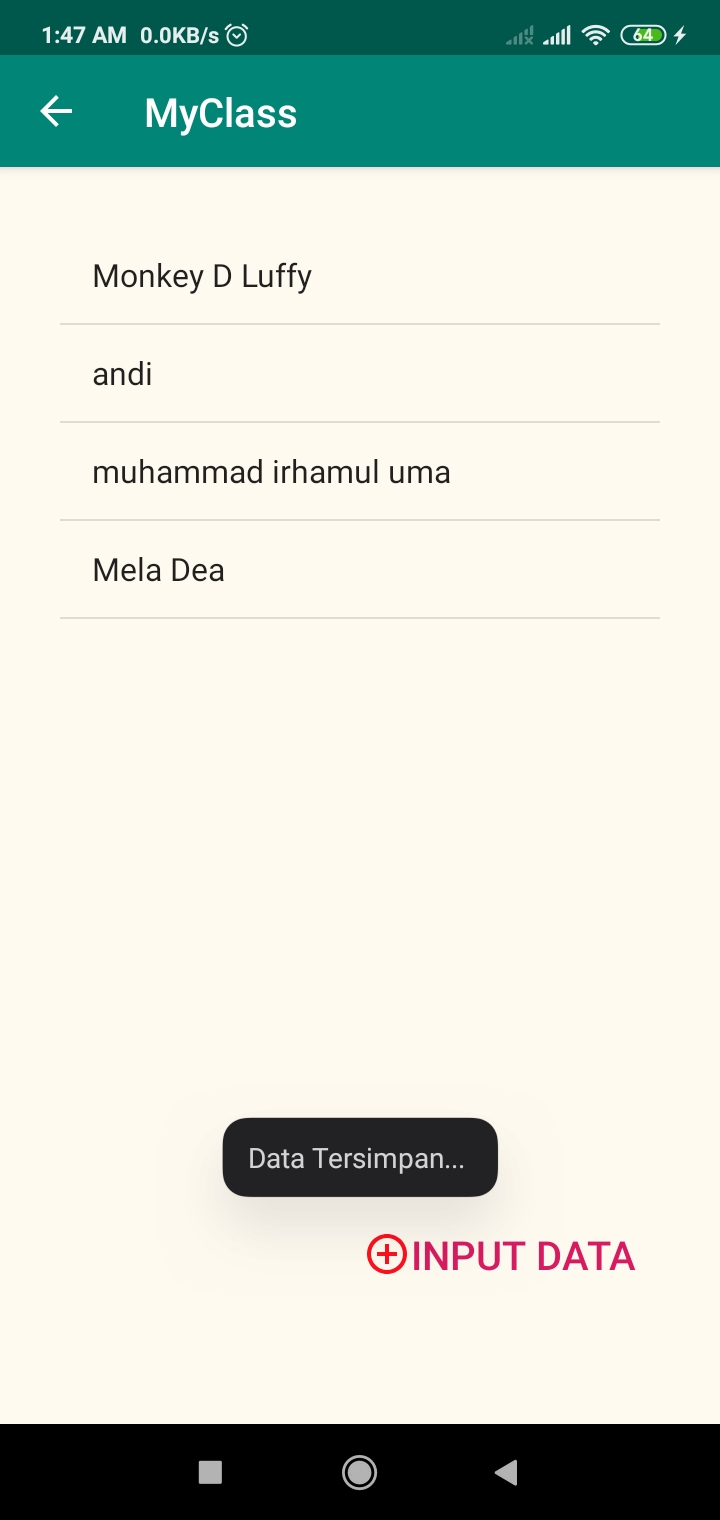 1:47 AM 0.0KB/s 64
MyClass
Monkey D Luffy
andi
muhammad irhamul uma
Mela Dea
Data Tersimpan...
INPUT DATA